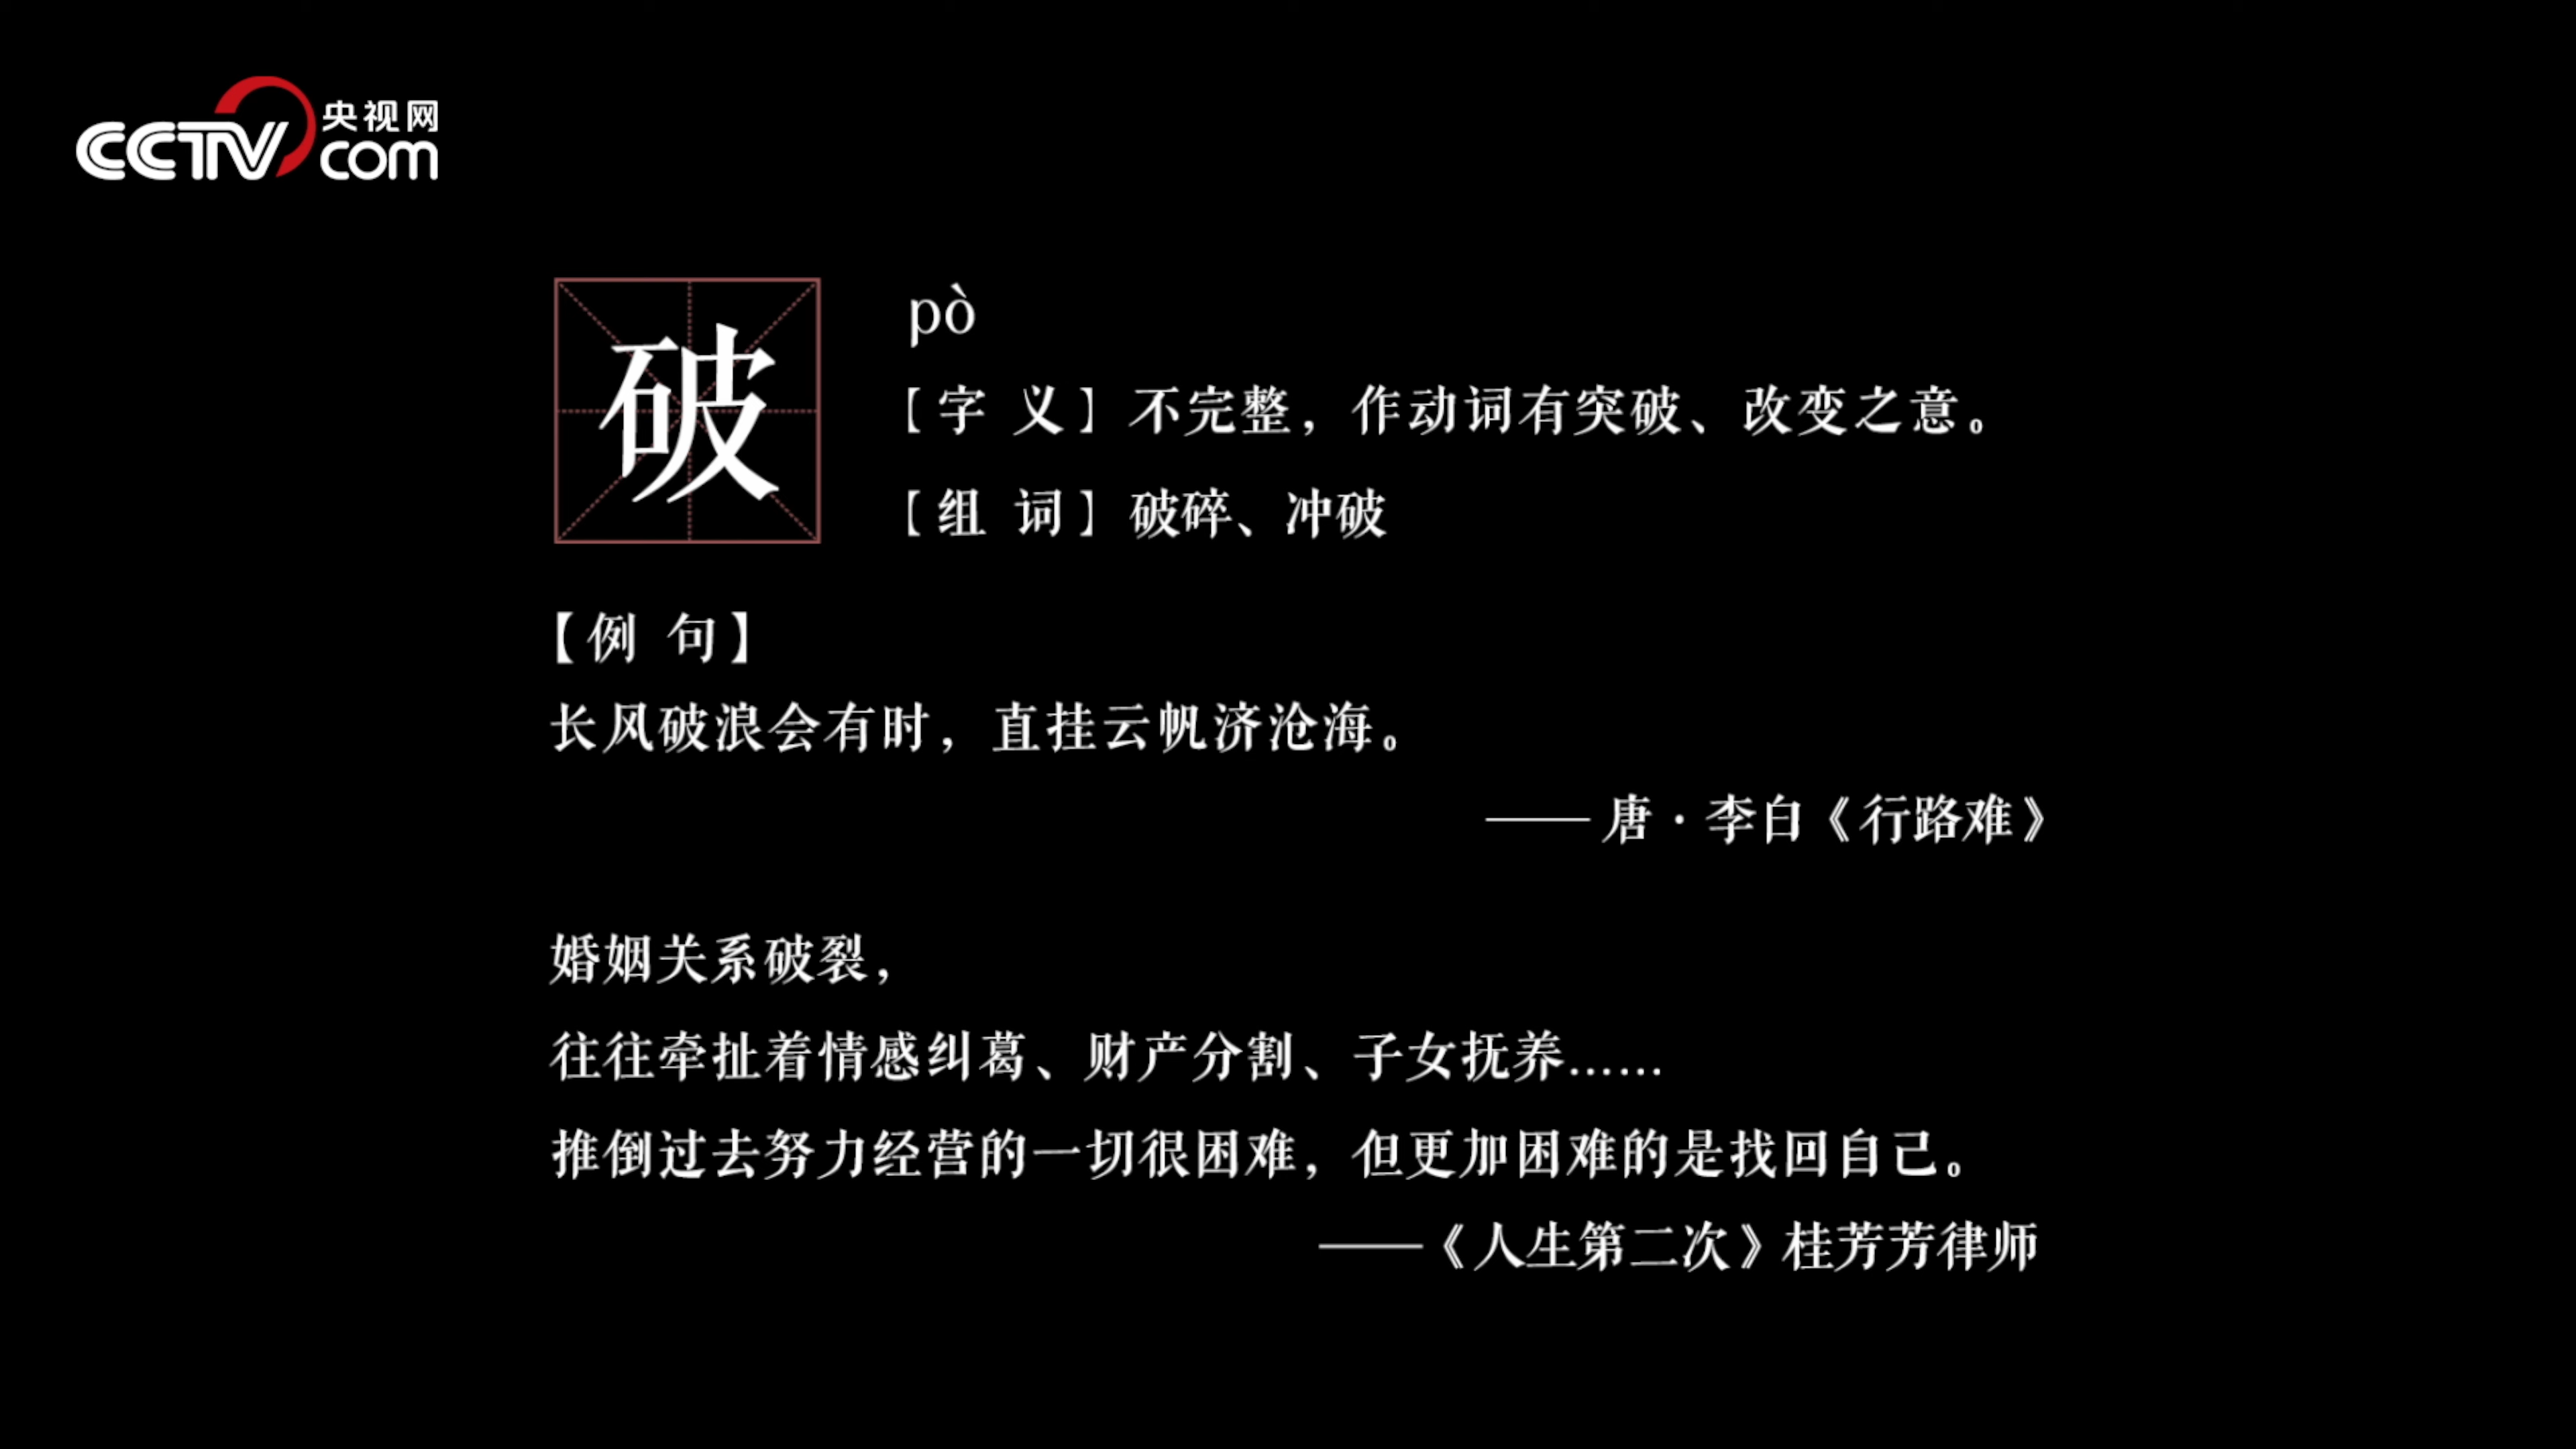 CCTV 央视网
com
破
pò
【字 义】不完整，作动词有突破、改变之意。
【组 词】破碎、冲破
【例 句】
长风破浪会有时，直挂云帆济沧海。
—— 唐·李白《行路难》
婚姻关系破裂，
往往牵扯着情感纠葛、财产分割、子女抚养……
推倒过去努力经营的一切很困难，但更加困难的是找回自己。
——《人生第二次》桂芳芳律师